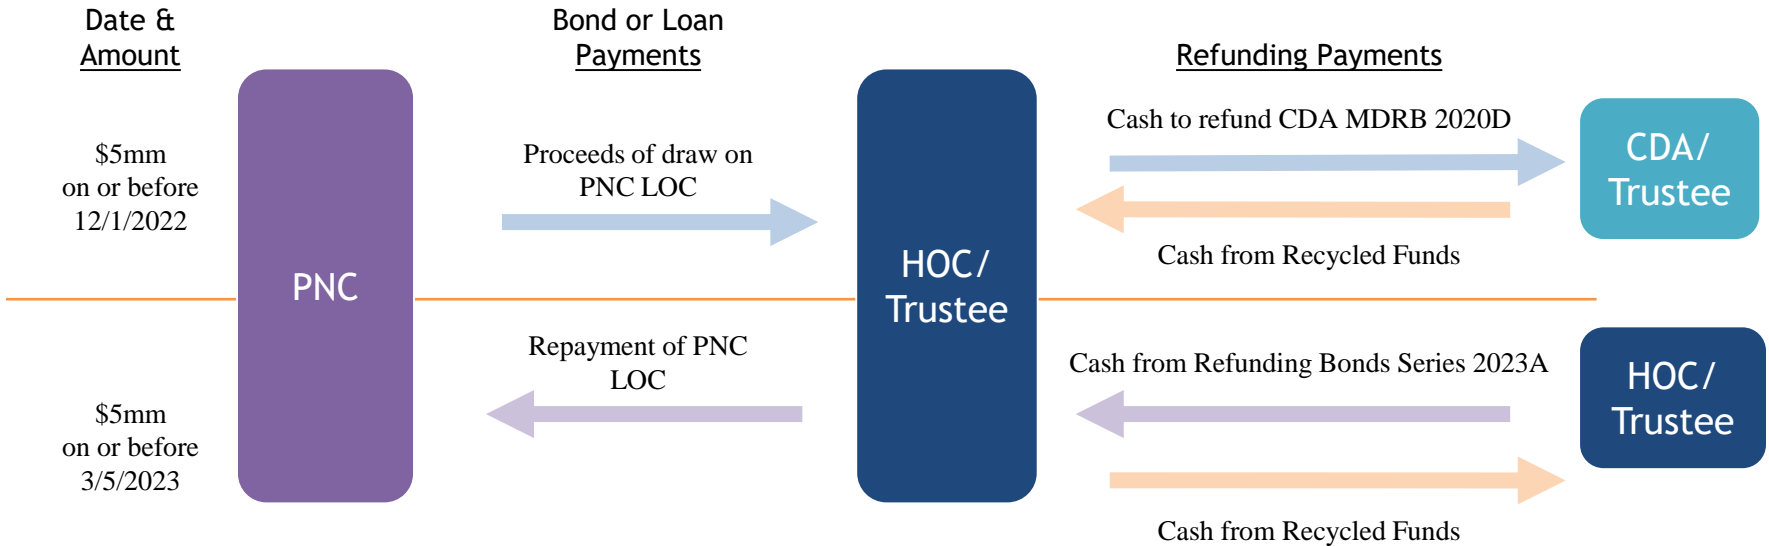 Date &
Amount
Bond or Loan
Payments
Refunding Payments
$5mm
on or before
12/1/2022
PNC
Proceeds of draw on
PNC LOC
HOC/
Trustee
Cash to refund CDA MDRB 2020D
Cash from Recycled Funds
CDA/
Trustee
$5mm
on or before
3/5/2023
Repayment of PNC
LOC
Cash from Refunding Bonds Series 2023A
Cash from Recycled Funds
HOC/
Trustee